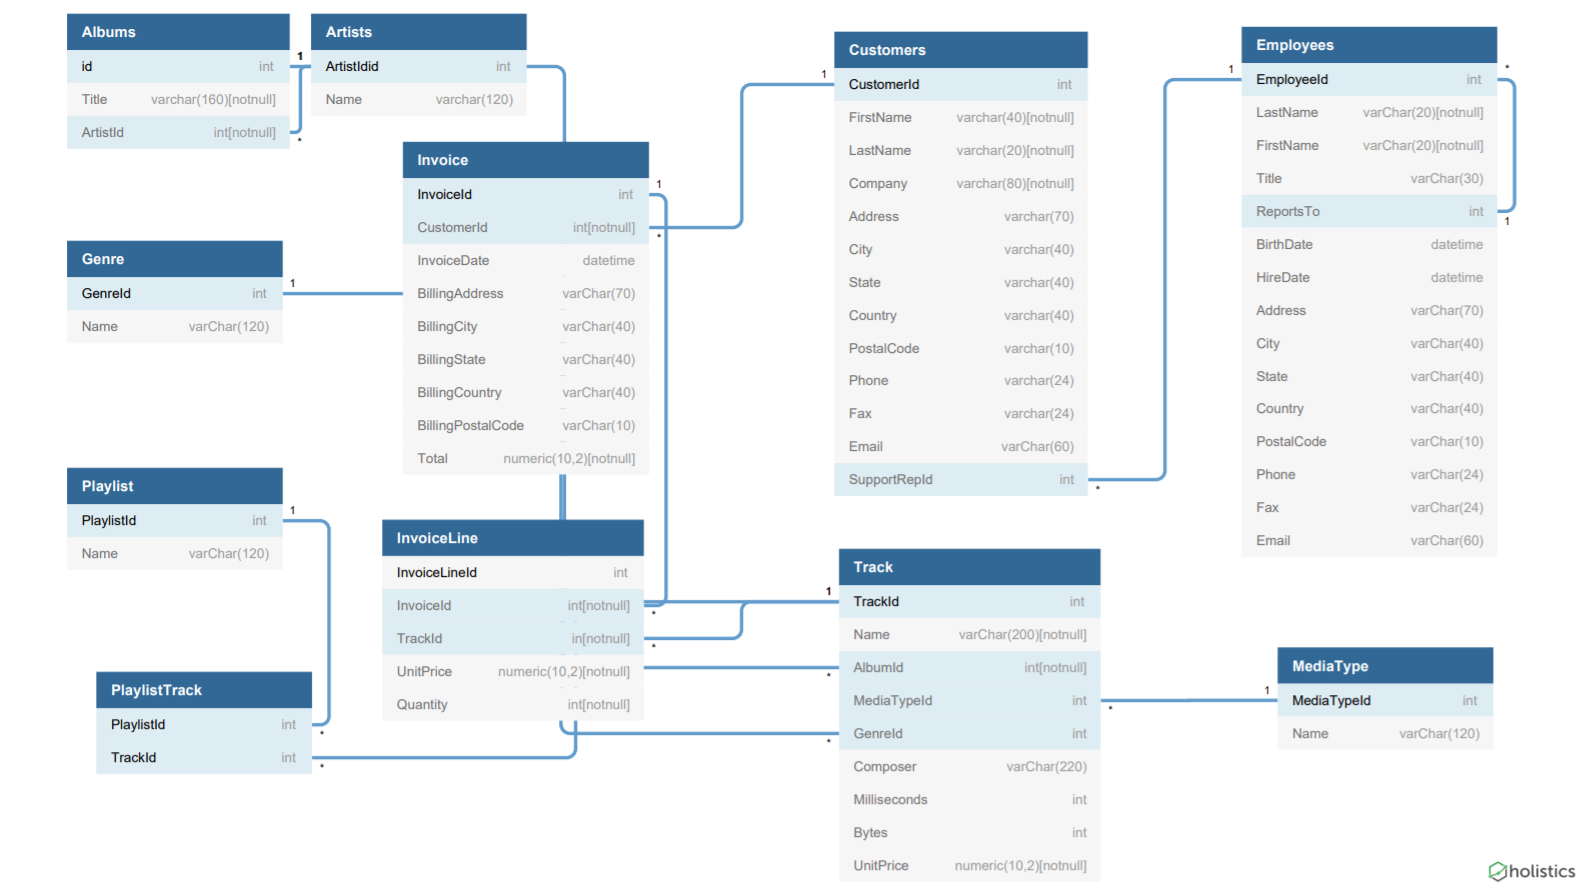 Albums
id int
Title varchar(160)[notnull]
ArtistId int[notnull]
1
*
Artists
ArtistIdid int
Name varchar(120)
Invoice
InvoiceId int
CustomerId int[notnull]
InvoiceDate datetime
BillingAddress varChar(70)
BillingCity varChar(40)
BillingState varChar(40)
BillingCountry varChar(40)
BillingPostalCode varChar(10)
Total numeric(10,2)[notnull]
1
*
Customers
1
CustomerId int
FirstName varchar(40)[notnull]
LastName varchar(20)[notnull]
Company varchar(80)[notnull]
Address varchar(70)
City varchar(40)
State varchar(40)
Country varchar(40)
PostalCode varchar(10)
Phone varchar(24)
Fax varchar(24)
Email varChar(60)
SupportRepId int
*
Employees
1
*
EmployeeId int
LastName varChar(20)[notnull]
FirstName varChar(20)[notnull]
Title varChar(30)
ReportsTo int
1
BirthDate datetime
HireDate datetime
Address varChar(70)
City varChar(40)
State varChar(40)
Country varChar(40)
PostalCode varChar(10)
Phone varChar(24)
Fax varChar(24)
Email varChar(60)
Genre
GenreId int
1
Name varChar(120)
Playlist
PlaylistId int
1
Name varChar(120)
PlaylistTrack
PlaylistId int
*
TrackId int
*
InvoiceLine
InvoiceLineId int
InvoiceId int[notnull]
*
TrackId in[notnull]
*
UnitPrice numeric(10,2)[notnull]
Quantity int[notnull]
Track
1
TrackId int
Name varChar(200)[notnull]
AlbumId int[notnull]
*
MediaTypeId int
*
GenreId int
*
Composer varChar(220)
Milliseconds int
Bytes int
UnitPrice numeric(10,2)[notnull]
MediaType
1
MediaTypeId int
Name varChar(120)
holistics